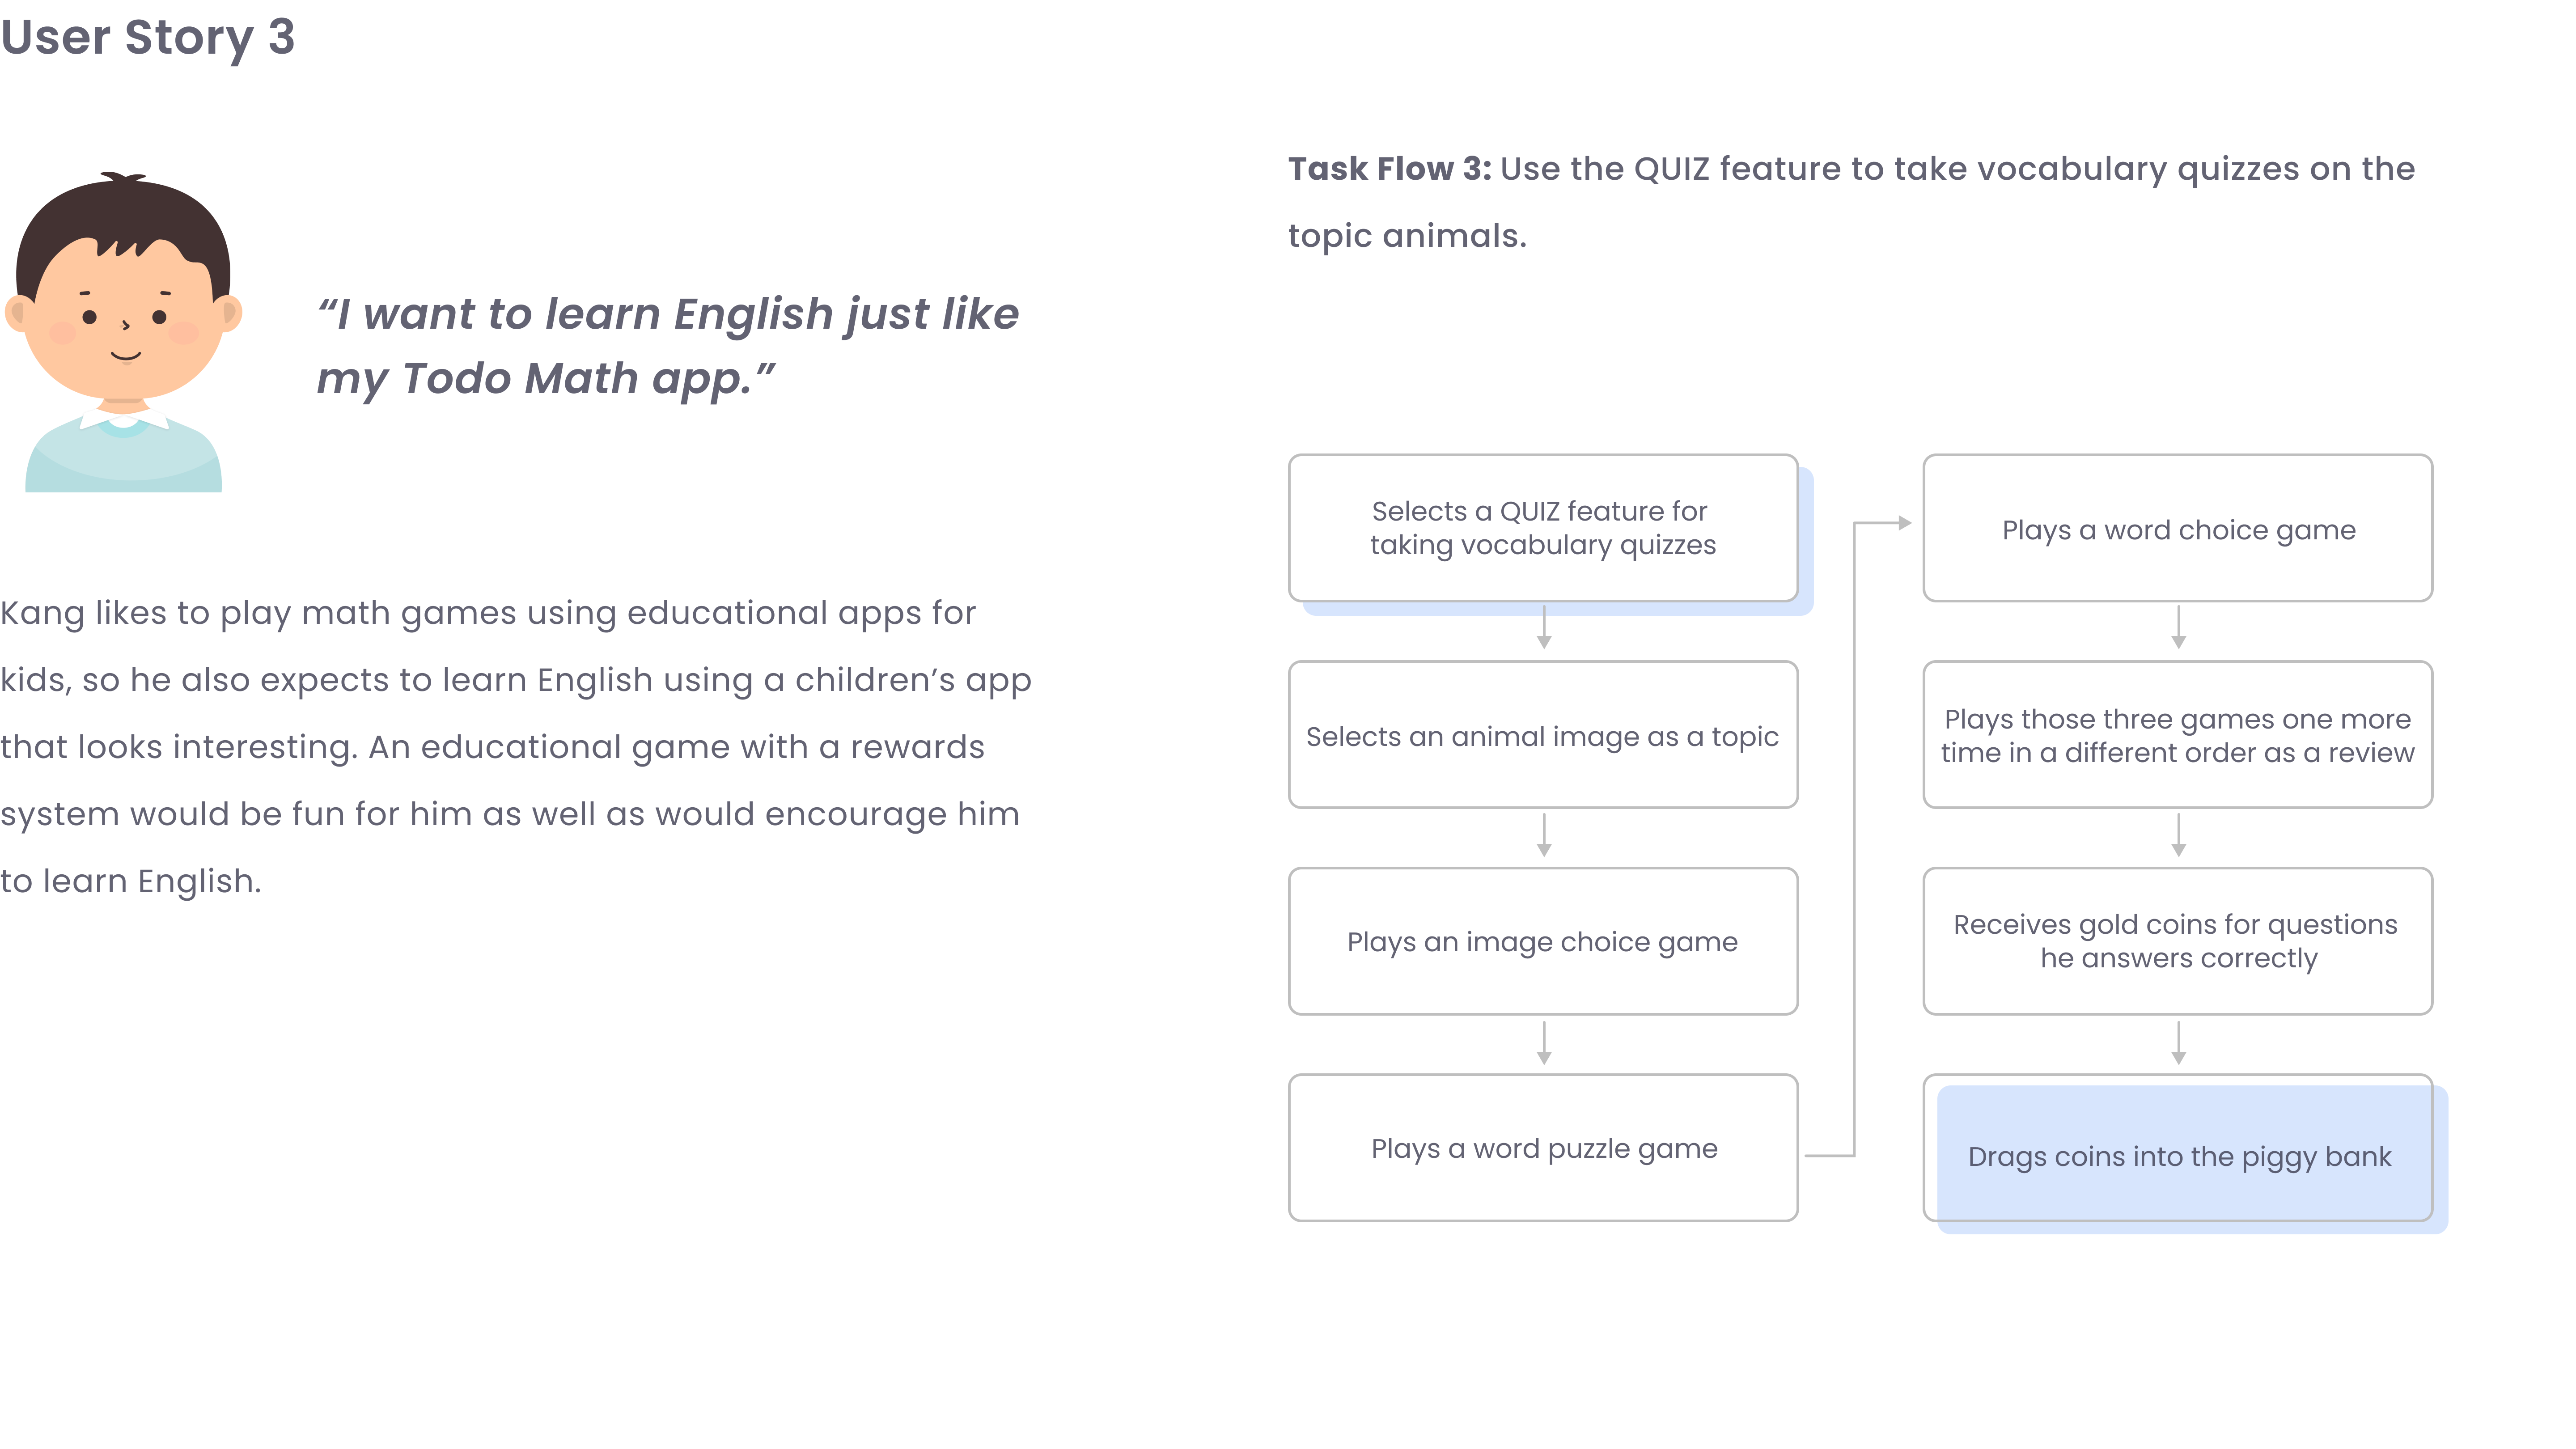 User Story 3
“I want to learn English just like
my Todo Math app.”
Kang likes to play math games using educational apps for
kids, so he also expects to learn English using a children’s app
that looks interesting. An educational game with a rewards
system would be fun for him as well as would encourage him
to learn English.
Task Flow 3: Use the QUIZ feature to take vocabulary quizzes on the
topic animals.
Selects a QUIZ feature for
taking vocabulary quizzes
Selects an animal image as a topic
Plays an image choice game
Plays a word puzzle game
Plays a word choice game
Plays those three games one more
time in a different order as a review
Receives gold coins for questions
he answers correctly
Drags coins into the piggy bank